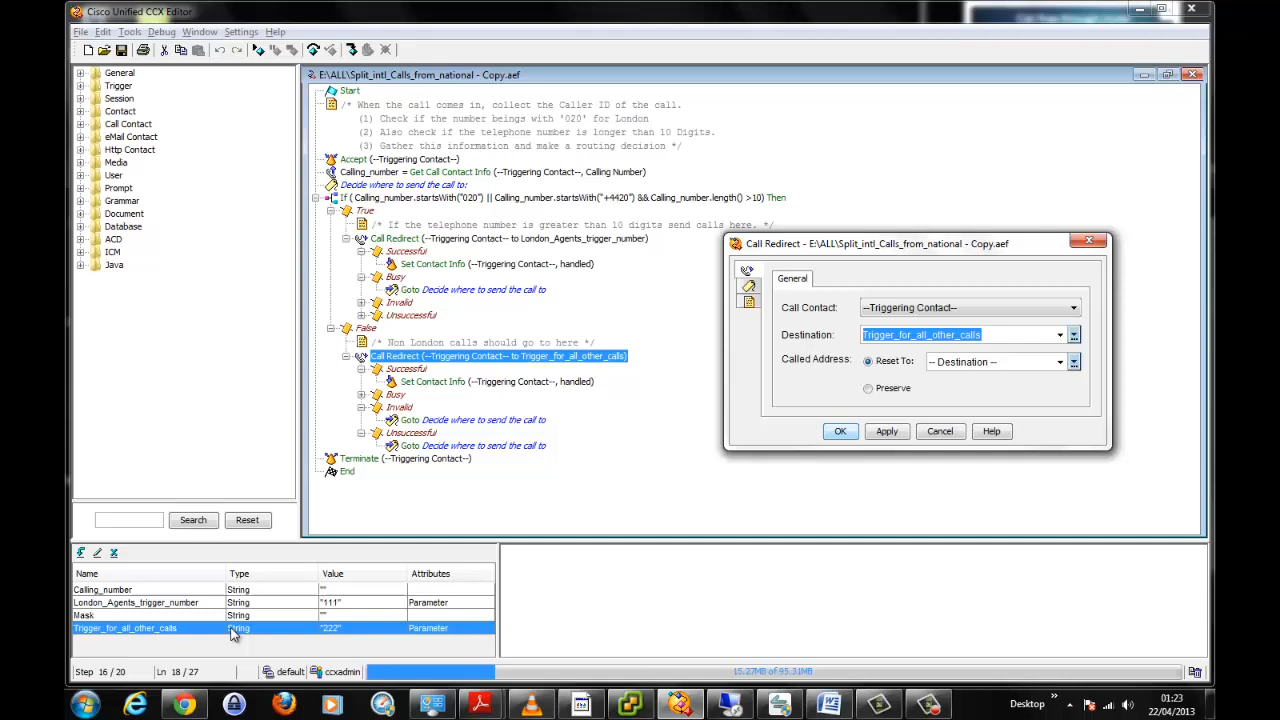 Cisco Unified CCX Editor
File Edit Tools Debug Window Settings Help
General
Trigger
Session
Contact
Call Contact
eMail Contact
Http Contact
Media
User
Prompt
Grammar
Document
Database
ACD
ICM
Java
Search
Reset
E:\ALL\Split_intl_Calls_from_national - Copy.aef
Start
/* When the call comes in, collect the Caller ID of the call.
(1) Check if the number beings with '020' for London
(2) Also check if the telephone number is longer than 10 Digits.
(3) Gather this information and make a routing decision */
Accept (--Triggering Contact--)
Calling_number = Get Call Contact Info (--Triggering Contact--, Calling Number)
Decide where to send the call to:
If ( Calling_number.startsWith("020") || Calling_number.startsWith("+4420") && Calling_number.length() >10) Then
True
/* If the telephone number is greater than 10 digits send calls here. */
Call Redirect (--Triggering Contact-- to London_Agents_trigger_number)
Successful
Set Contact Info (--Triggering Contact--, handled)
Busy
Goto Decide where to send the call to
Invalid
Unsuccessful
False
/* Non London calls should go to here */
Call Redirect (--Triggering Contact-- to Trigger_for_all_other_calls)
Successful
Set Contact Info (--Triggering Contact--, handled)
Busy
Invalid
Goto Decide where to send the call to
Unsuccessful
Goto Decide where to send the call to
Terminate (--Triggering Contact--)
End
Call Redirect - E:\ALL\Split_intl_Calls_from_national - Copy.aef
General
Call Contact: --Triggering Contact--
Destination: Trigger_for_all_other_calls
Called Address: Reset To: -- Destination --
Preserve
OK Apply Cancel Help
Name Type Value Attributes
Calling_number String ""
London_Agents_trigger_number String "111" Parameter
Mask String ""
Trigger_for_all_other_calls String "222" Parameter
Step 16 / 20 Ln 18 / 27 default ccxadmin 15.27MB of 95.31MB
Desktop
01:23
22/04/2013